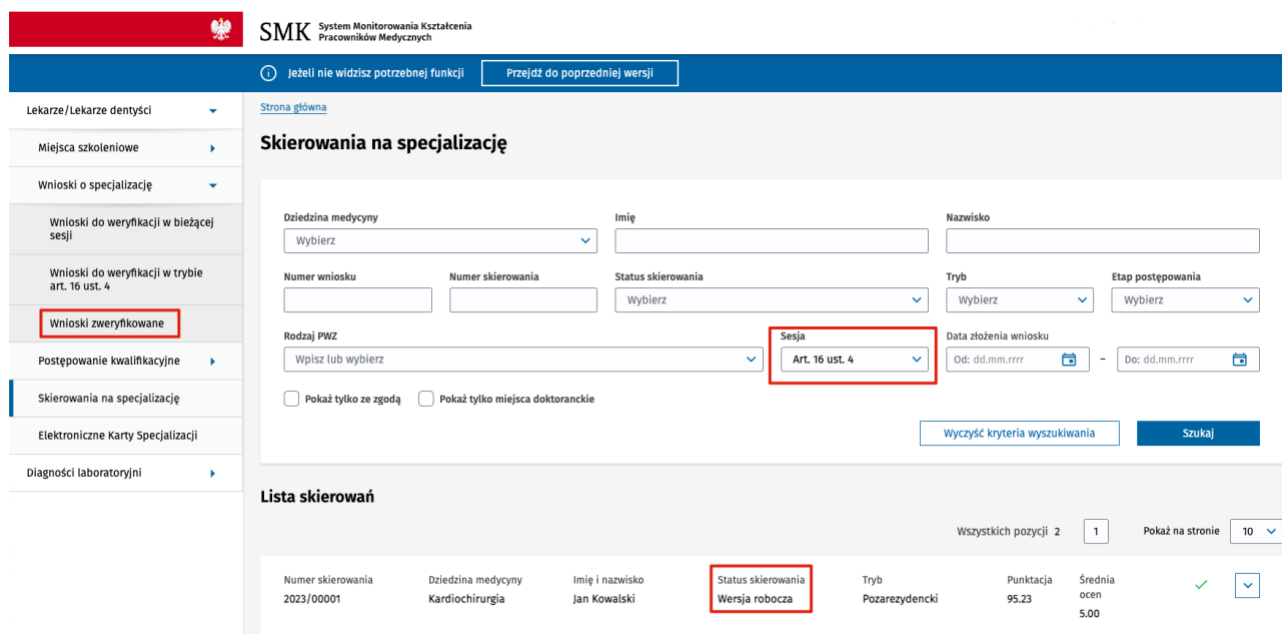 SMK System Monitorowania Kształcenia
Pracowników Medycznych
Jeżeli nie widzisz potrzebnej funkcji Przejdź do poprzedniej wersji
Lekarze/Lekarze dentyści
Miejsca szkoleniowe
Wnioski o specjalizację
Wnioski do weryfikacji w bieżącej
sesji
Wnioski do weryfikacji w trybie
art. 16 ust. 4
Wnioski zweryfikowane
Postępowanie kwalifikacyjne
Skierowania na specjalizację
Elektroniczne Karty Specjalizacji
Diagności laboratoryjni
Strona główna
Skierowania na specjalizację
Dziedzina medycyny Imię Nazwisko
Wybierz
Numer wniosku Numer skierowania Status skierowania Tryb Etap postępowania
Wybierz Wybierz Wybierz
Rodzaj PWZ Sesja Data złożenia wniosku
Wpisz lub wybierz Art. 16 ust. 4 Od: dd.mm.rrrr – Do: dd.mm.rrrr
Pokaż tylko ze zgodą Pokaż tylko miejsca doktoranckie
Wyczyść kryteria wyszukiwania Szukaj
Lista skierowań
Wszystkich pozycji 2 1 Pokaż na stronie 10
Numer skierowania Dziedzina medycyny Imię i nazwisko Status skierowania Tryb Punktacja Średnia
ocen
2023/00001 Kardiochirurgia Jan Kowalski Wersja robocza Pozarezydencki 95.23
5.00